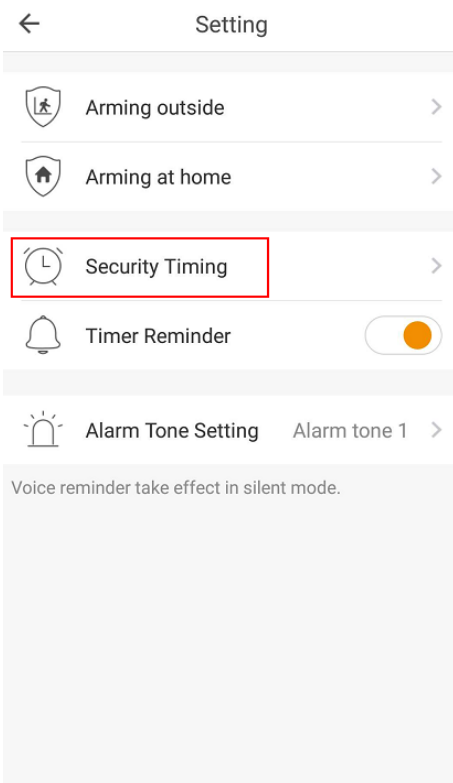 Setting
Arming outside
Arming at home
Security Timing
Timer Reminder
Alarm Tone Setting Alarm tone 1
Voice reminder take effect in silent mode.